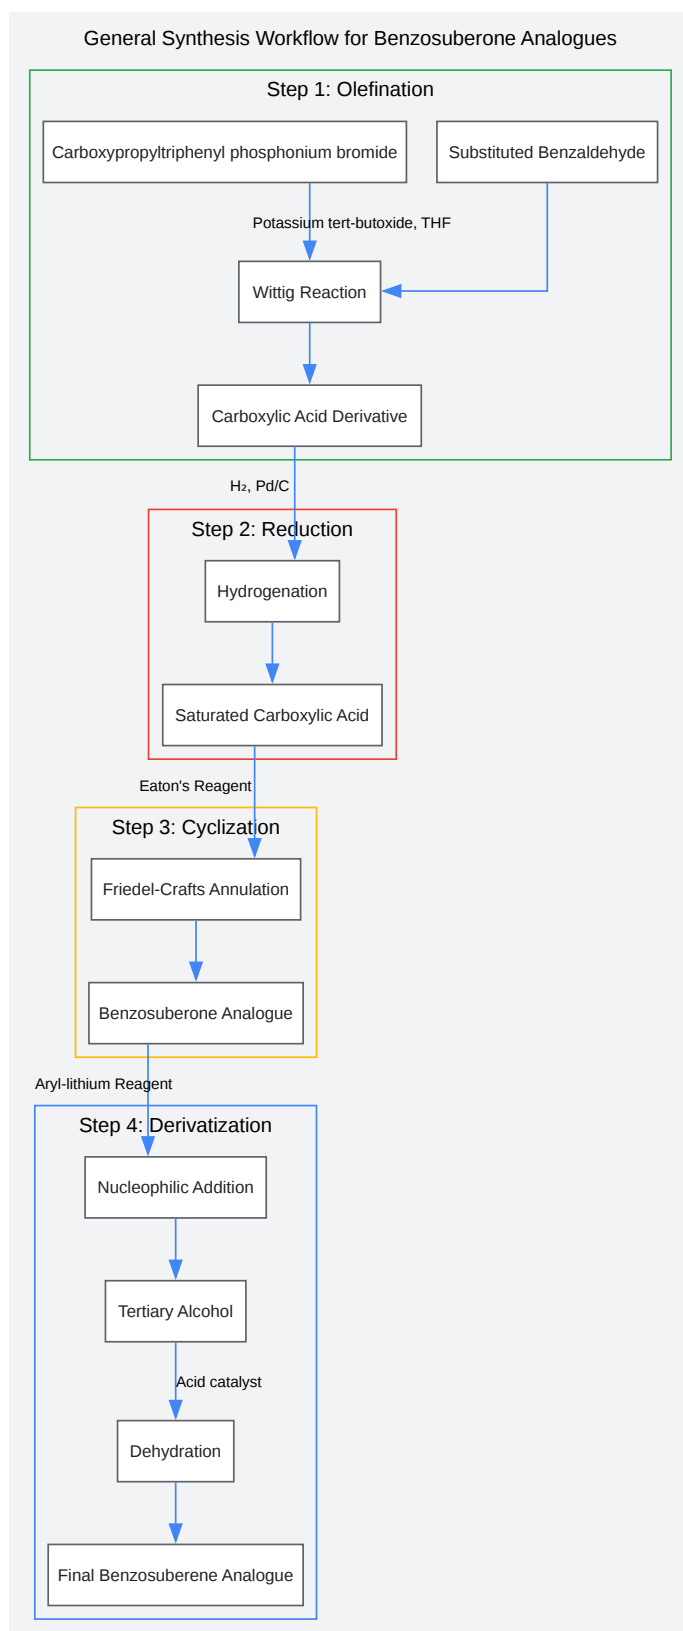 General Synthesis Workflow for Benzosuberone Analogues
Step 1: Olefination
Carboxypropyltriphenyl phosphonium bromide
Substituted Benzaldehyde
Potassium tert-butoxide, THF
Wittig Reaction
Carboxylic Acid Derivative
H₂, Pd/C
Step 2: Reduction
Hydrogenation
Saturated Carboxylic Acid
Eaton's Reagent
Step 3: Cyclization
Friedel-Crafts Annulation
Benzosuberone Analogue
Aryl-lithium Reagent
Step 4: Derivatization
Nucleophilic Addition
Tertiary Alcohol
Acid catalyst
Dehydration
Final Benzosuberene Analogue